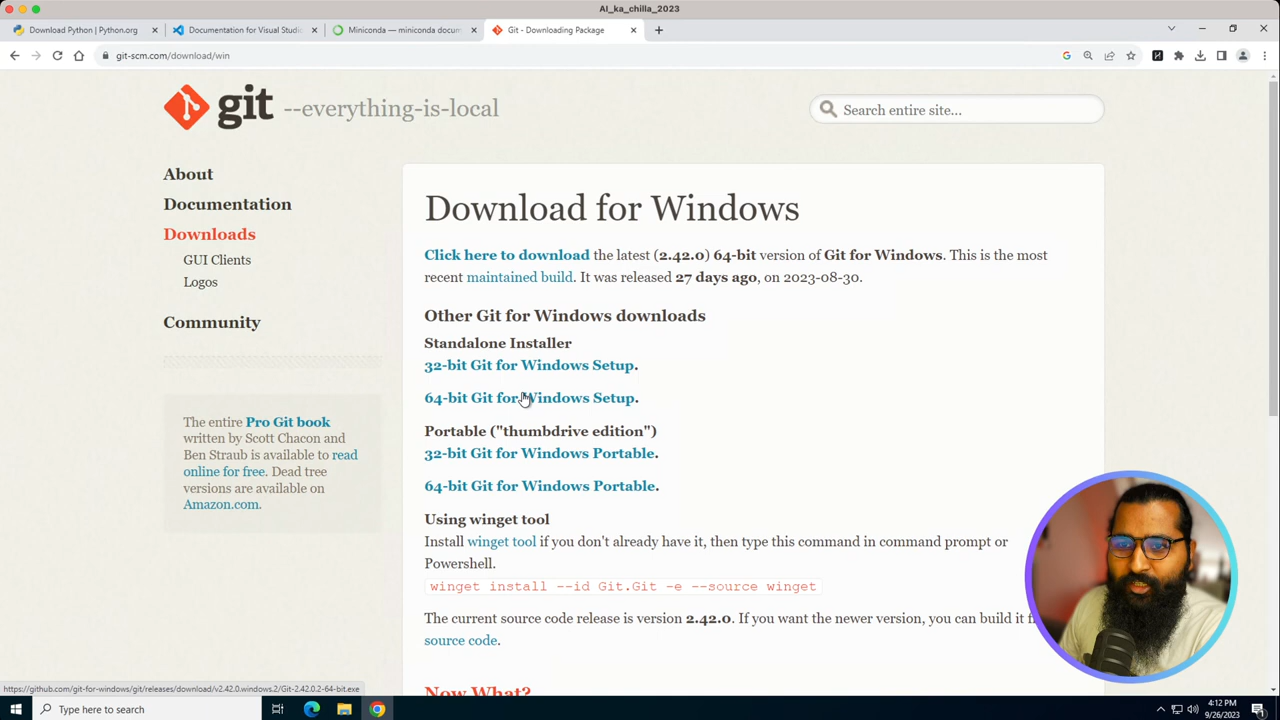 AI_ka_chilla_2023
Download Python | Python.org
Documentation for Visual Studi
Miniconda — miniconda docum
Git - Downloading Package
git-scm.com/download/win
git --everything-is-local
Search entire site...
About
Documentation
Downloads
GUI Clients
Logos
Community
The entire Pro Git book
written by Scott Chacon and
Ben Straub is available to read
online for free. Dead tree
versions are available on
Amazon.com.
Download for Windows
Click here to download the latest (2.42.0) 64-bit version of Git for Windows. This is the most
recent maintained build. It was released 27 days ago, on 2023-08-30.
Other Git for Windows downloads
Standalone Installer
32-bit Git for Windows Setup.
64-bit Git for Windows Setup.
Portable ("thumbdrive edition")
32-bit Git for Windows Portable.
64-bit Git for Windows Portable.
Using winget tool
Install winget tool if you don't already have it, then type this command in command prompt or
Powershell.
winget install --id Git.Git -e --source winget
The current source code release is version 2.42.0. If you want the newer version, you can build it
source code.
Now What?
https://github.com/git-for-windows/git/releases/download/v2.42.0.windows.2/Git-2.42.0.2-64-bit.exe
Type here to search
4:12 PM
9/26/2023